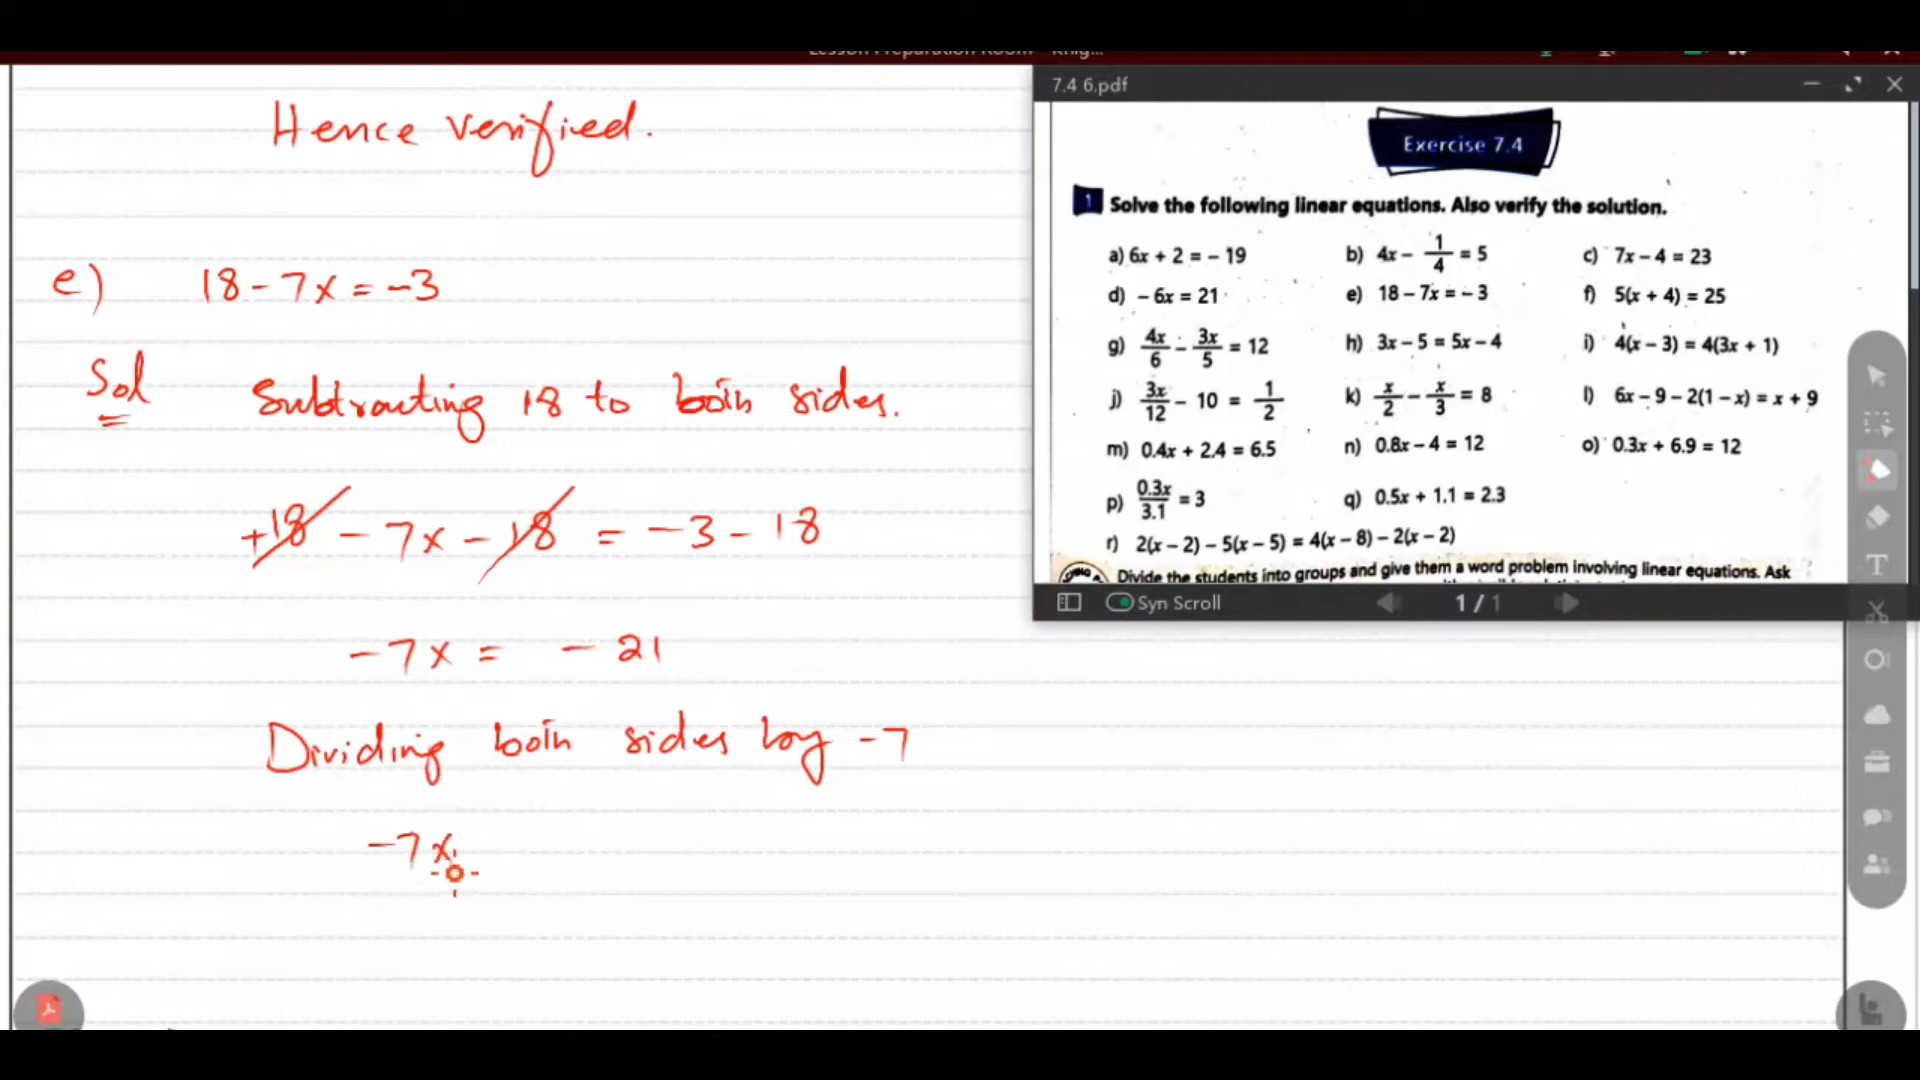 Hence verified.
e) 18 - 7x = -3
Sol Subtracting 18 to both sides.
+18 - 7x - 18 = -3 - 18
-7x = - 21
Dividing both sides by -7
-7x
7.4 6.pdf
Exercise 7.4
1 Solve the following linear equations. Also verify the solution.
a) 6x + 2 = - 19 b) 4x - 1/4 = 5 c) 7x - 4 = 23
d) - 6x = 21 e) 18 - 7x = - 3 f) 5(x + 4) = 25
g) 4x/6 - 3x/5 = 12 h) 3x - 5 = 5x - 4 i) 4(x - 3) = 4(3x + 1)
j) 3x/12 - 10 = 1/2 k) x/2 - x/3 = 8 l) 6x - 9 - 2(1 - x) = x + 9
m) 0.4x + 2.4 = 6.5 n) 0.8x - 4 = 12 o) 0.3x + 6.9 = 12
p) 0.3x/3.1 = 3 q) 0.5x + 1.1 = 2.3
r) 2(x - 2) - 5(x - 5) = 4(x - 8) - 2(x - 2)
Divide the students into groups and give them a word problem involving linear equations. Ask
Syn Scroll 1 / 1
T